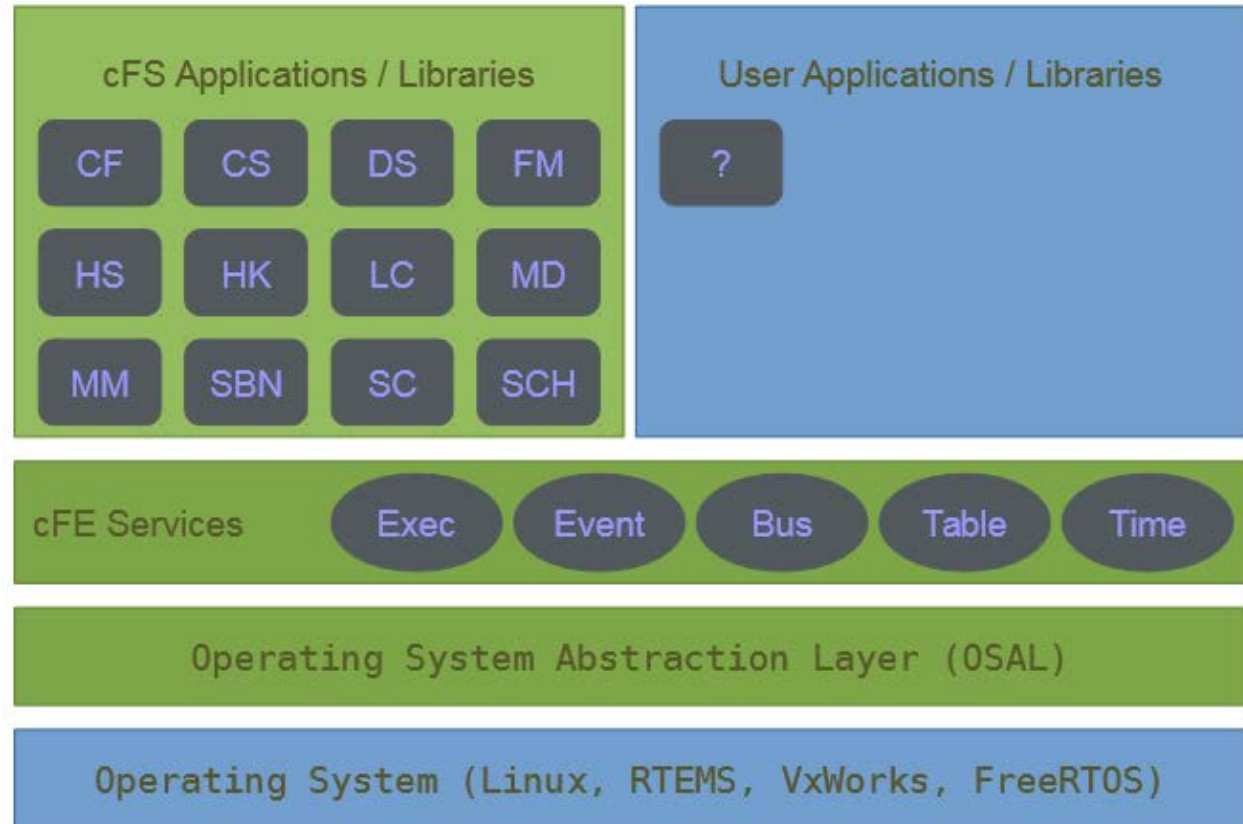 cFS Applications / Libraries
User Applications / Libraries
CF CS DS FM
?
HS HK LC MD
MM SBN SC SCH
cFE Services Exec Event Bus Table Time
Operating System Abstraction Layer (OSAL)
Operating System (Linux, RTEMS, VxWorks, FreeRTOS)